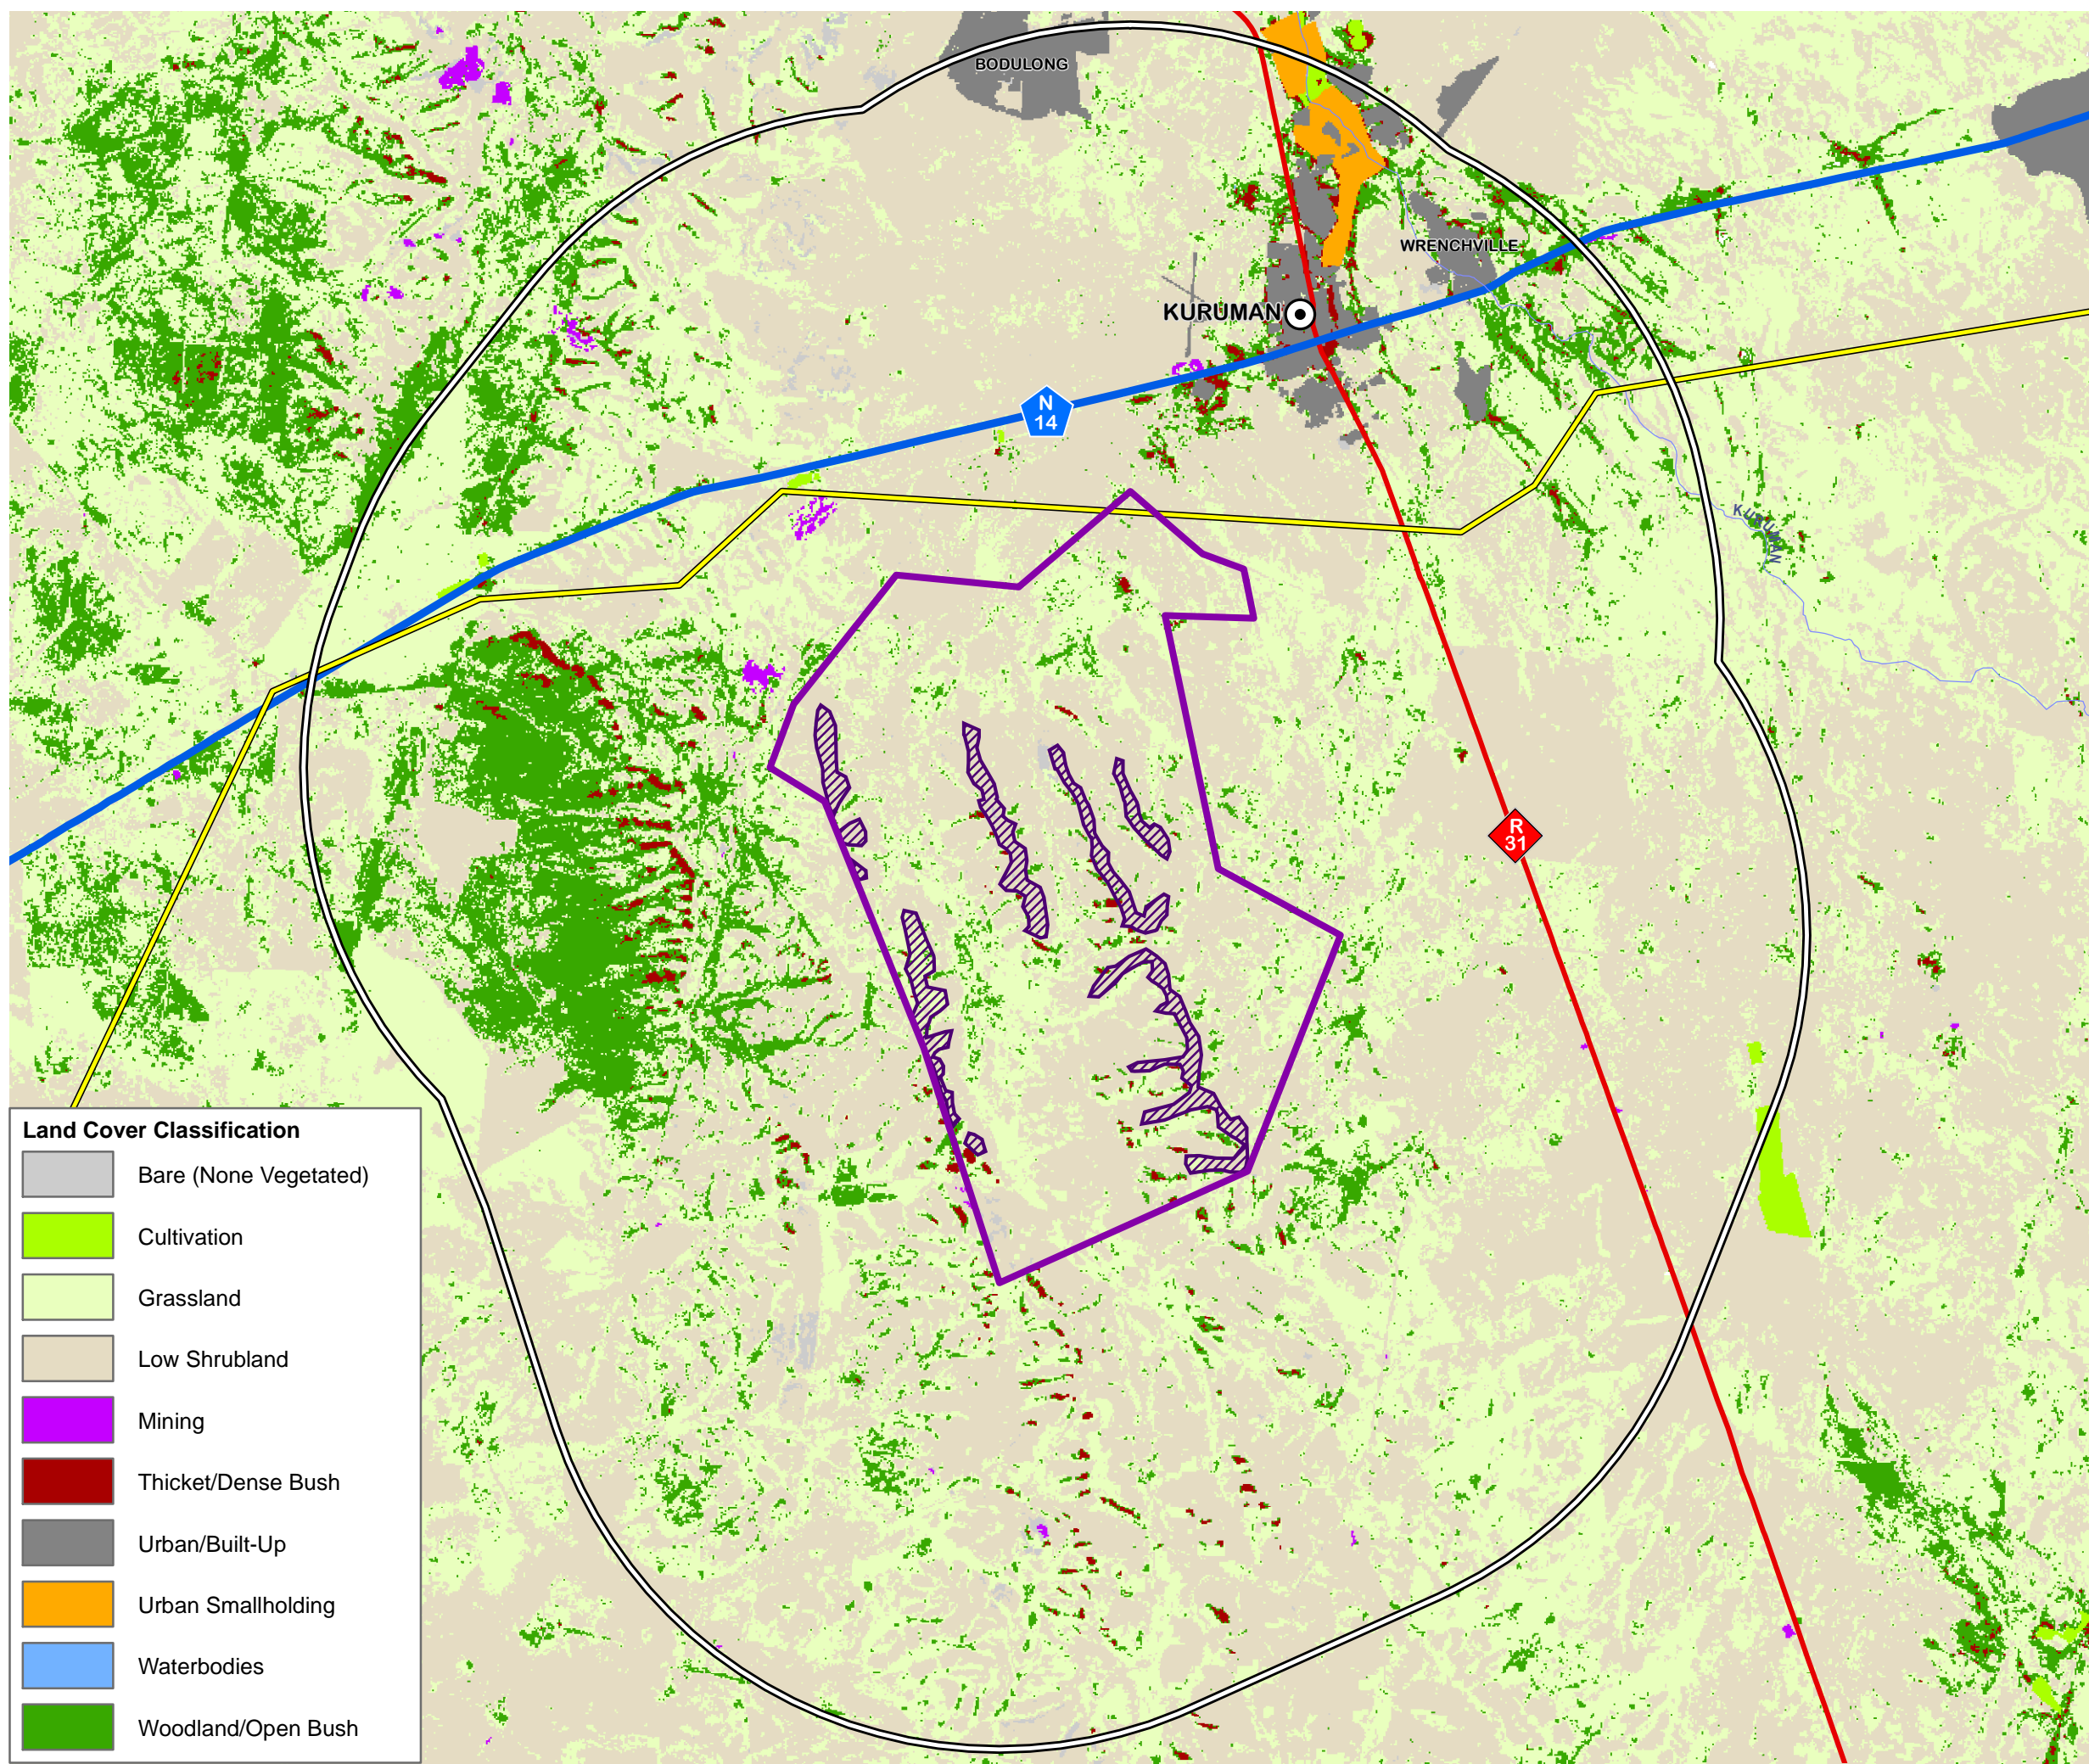 BODULONG
WRENCHVILLE
KURUMAN
N
14
KURUMAN
R
31
Land Cover Classification
Bare (None Vegetated)
Cultivation
Grassland
Low Shrubland
Mining
Thicket/Dense Bush
Urban/Built-Up
Urban Smallholding
Waterbodies
Woodland/Open Bush